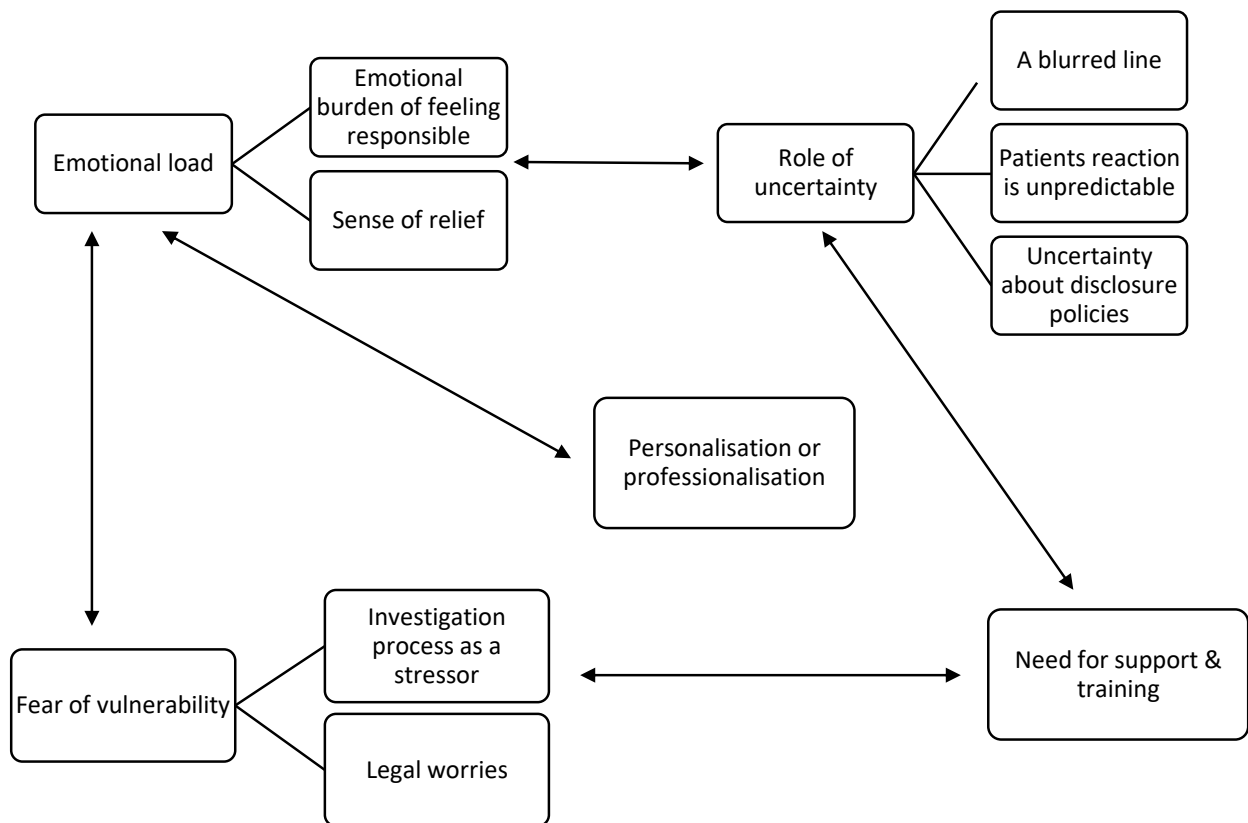 Emotional load
Emotional
burden of feeling
responsible
Sense of relief
Role of
uncertainty
A blurred line
Patients reaction
is unpredictable
Uncertainty
about disclosure
policies
Personalisation or
professionalisation
Fear of vulnerability
Investigation
process as a
stressor
Legal worries
Need for support &
training